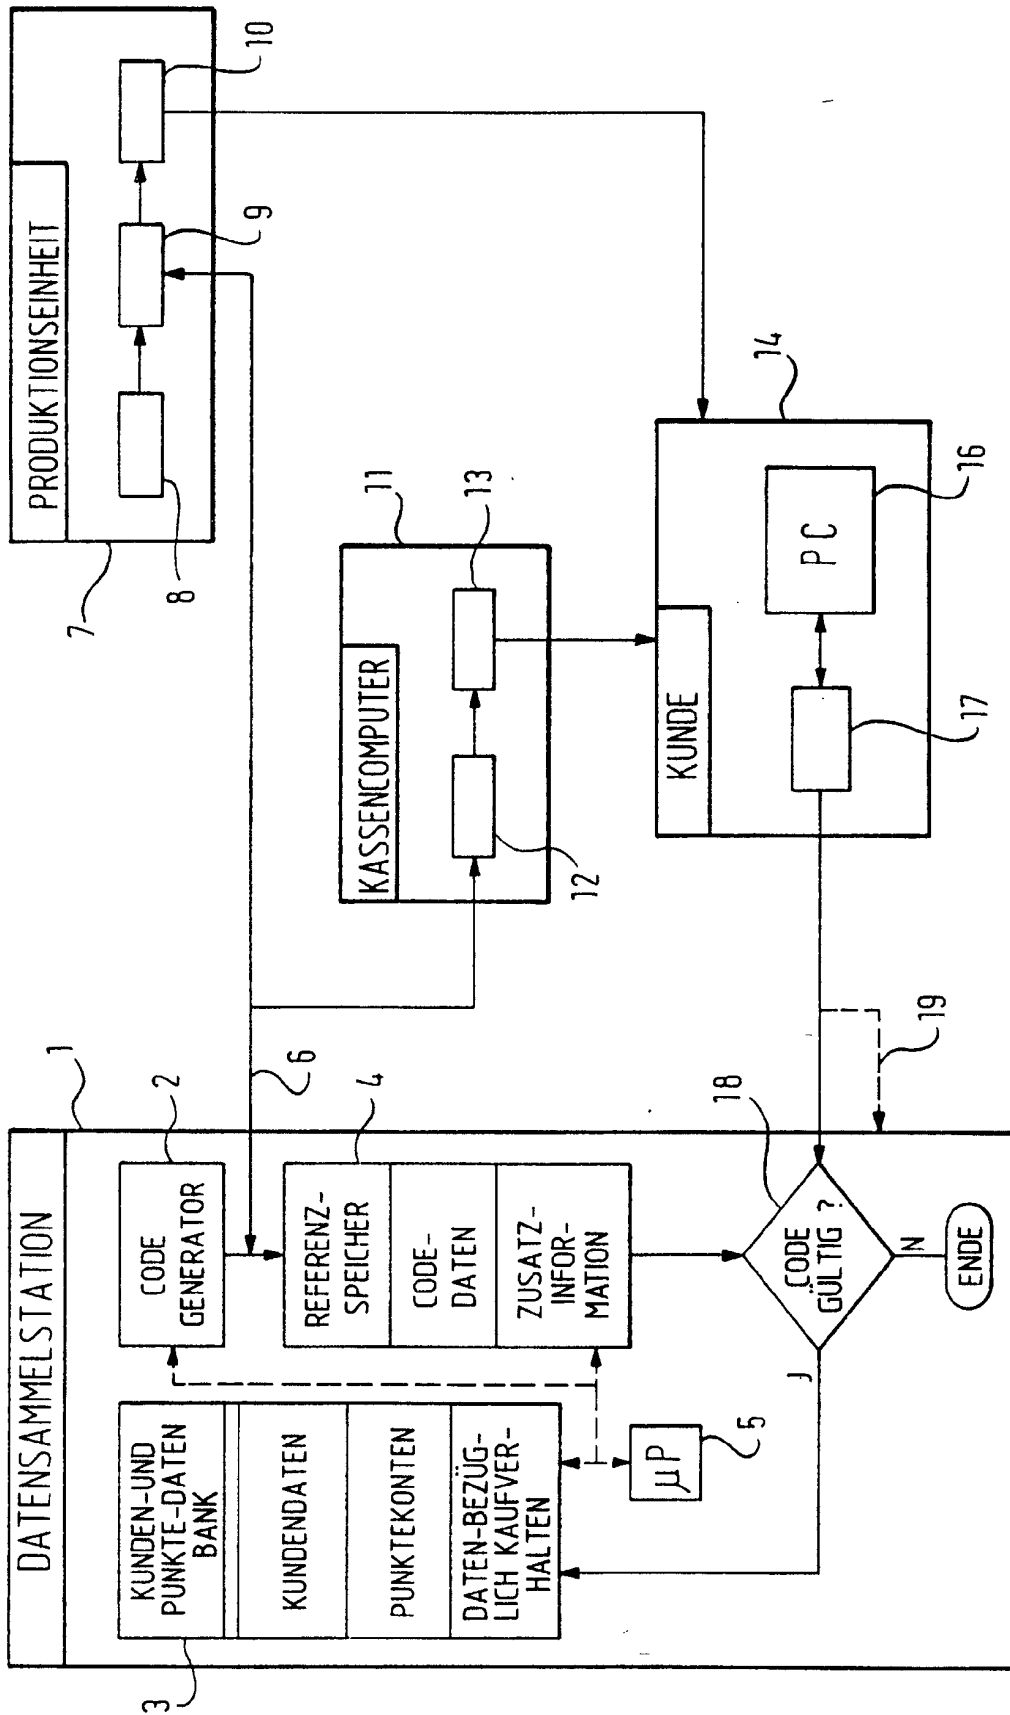 DATENSAMMELSTATION
1
KUNDEN-UND
PUNKTE-DATEN
BANK
KUNDENDATEN
PUNKTEKONTEN
DATEN-BEZÜG-
LICH KAUFVER-
HALTEN
3
CODE
GENERATOR
2
REFERENZ-
SPEICHER
CODE-
DATEN
ZUSATZ-
INFOR-
MATION
4
µP
5
6
CODE
GÜLTIG ?
18
J
N
ENDE
19
KASSENCOMPUTER
11
12
13
KUNDE
14
PC
16
17
PRODUKTIONSEINHEIT
7
8
9
10